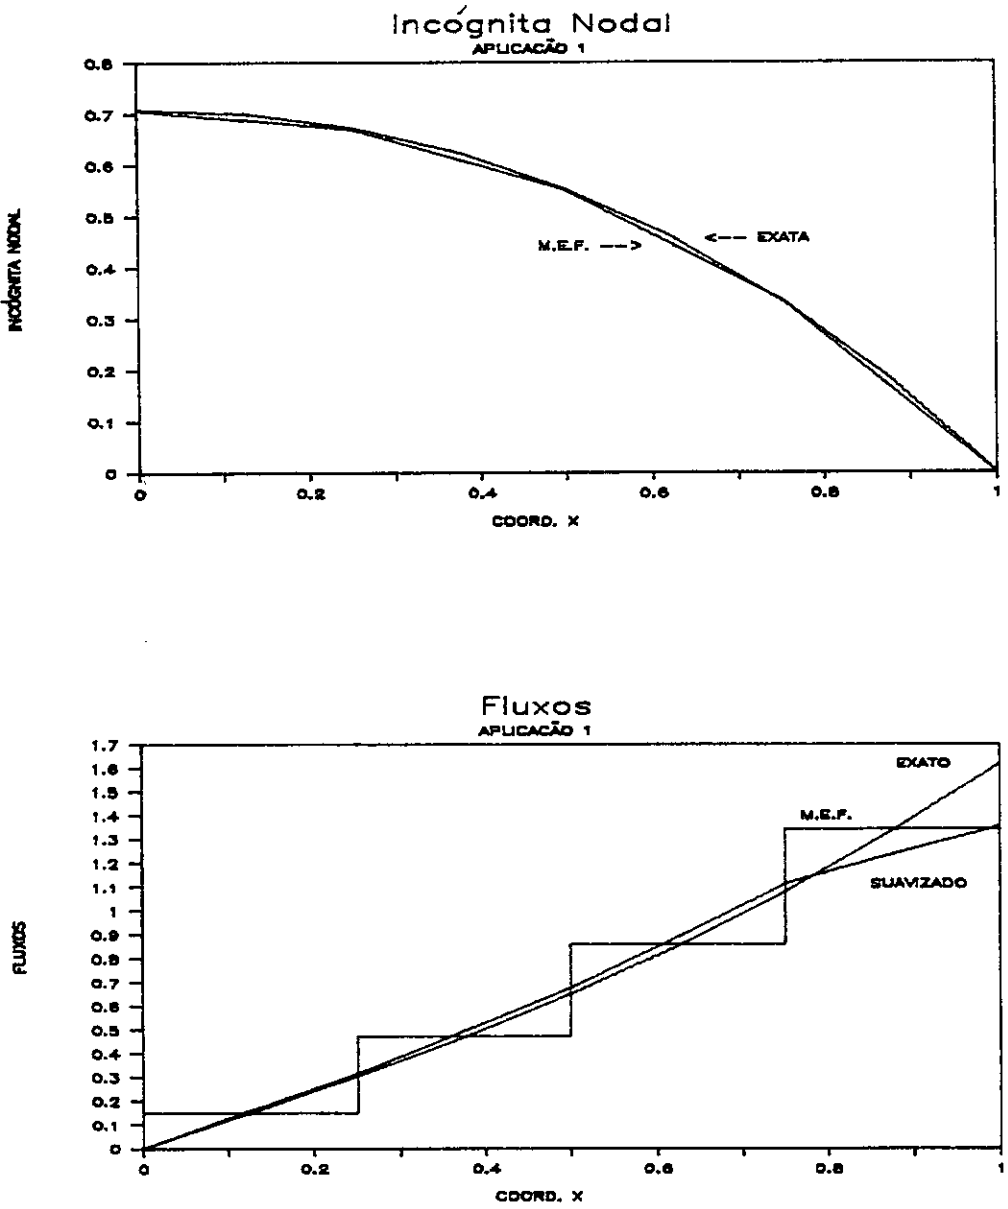 Incógnita Nodal
APLICACÃO 1
0.8
0.7
0.6
0.5
0.4
0.3
0.2
0.1
0
INCÓGNITA NODAL
M.E.F. -->
<-- EXATA
0 0.2 0.4 0.6 0.8 1
COORD. X
Fluxos
APLICACÃO 1
1.7
1.6
1.5
1.4
1.3
1.2
1.1
1
0.9
0.8
0.7
0.6
0.5
0.4
0.3
0.2
0.1
0
FLUXOS
EXATO
M.E.F.
SUAVIZADO
0 0.2 0.4 0.6 0.8 1
COORD. X